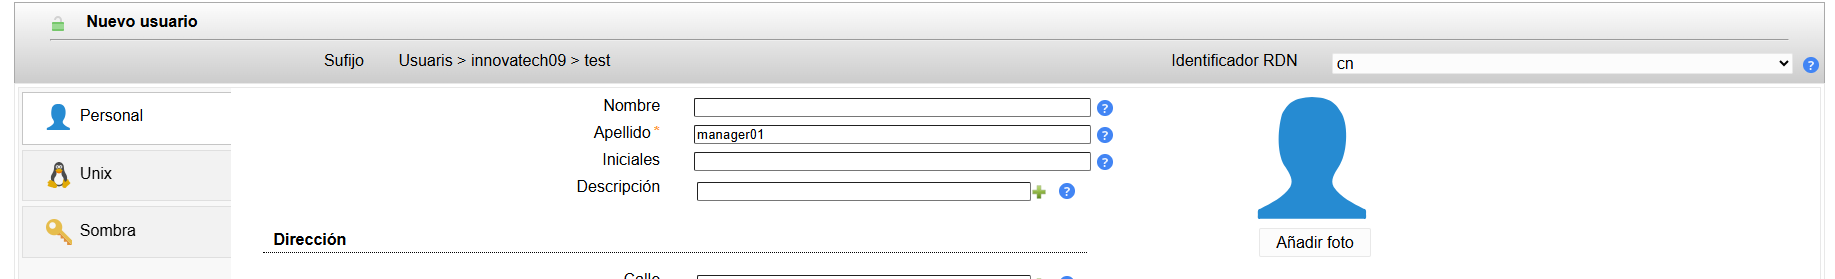 Nuevo usuario
Sufijo Usuaris > innovatech09 > test Identificador RDN cn
Personal
Unix
Sombra
Nombre
Apellido * manager01
Iniciales
Descripción
Añadir foto
Dirección
Calle